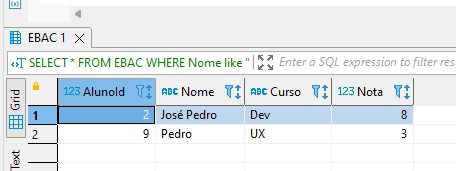 EBAC 1
SELECT * FROM EBAC WHERE Nome like " Enter a SQL expression to filter res
Grid
Text
123 AlunoId ABC Nome ABC Curso 123 Nota
1 2 José Pedro Dev 8
2 9 Pedro UX 3